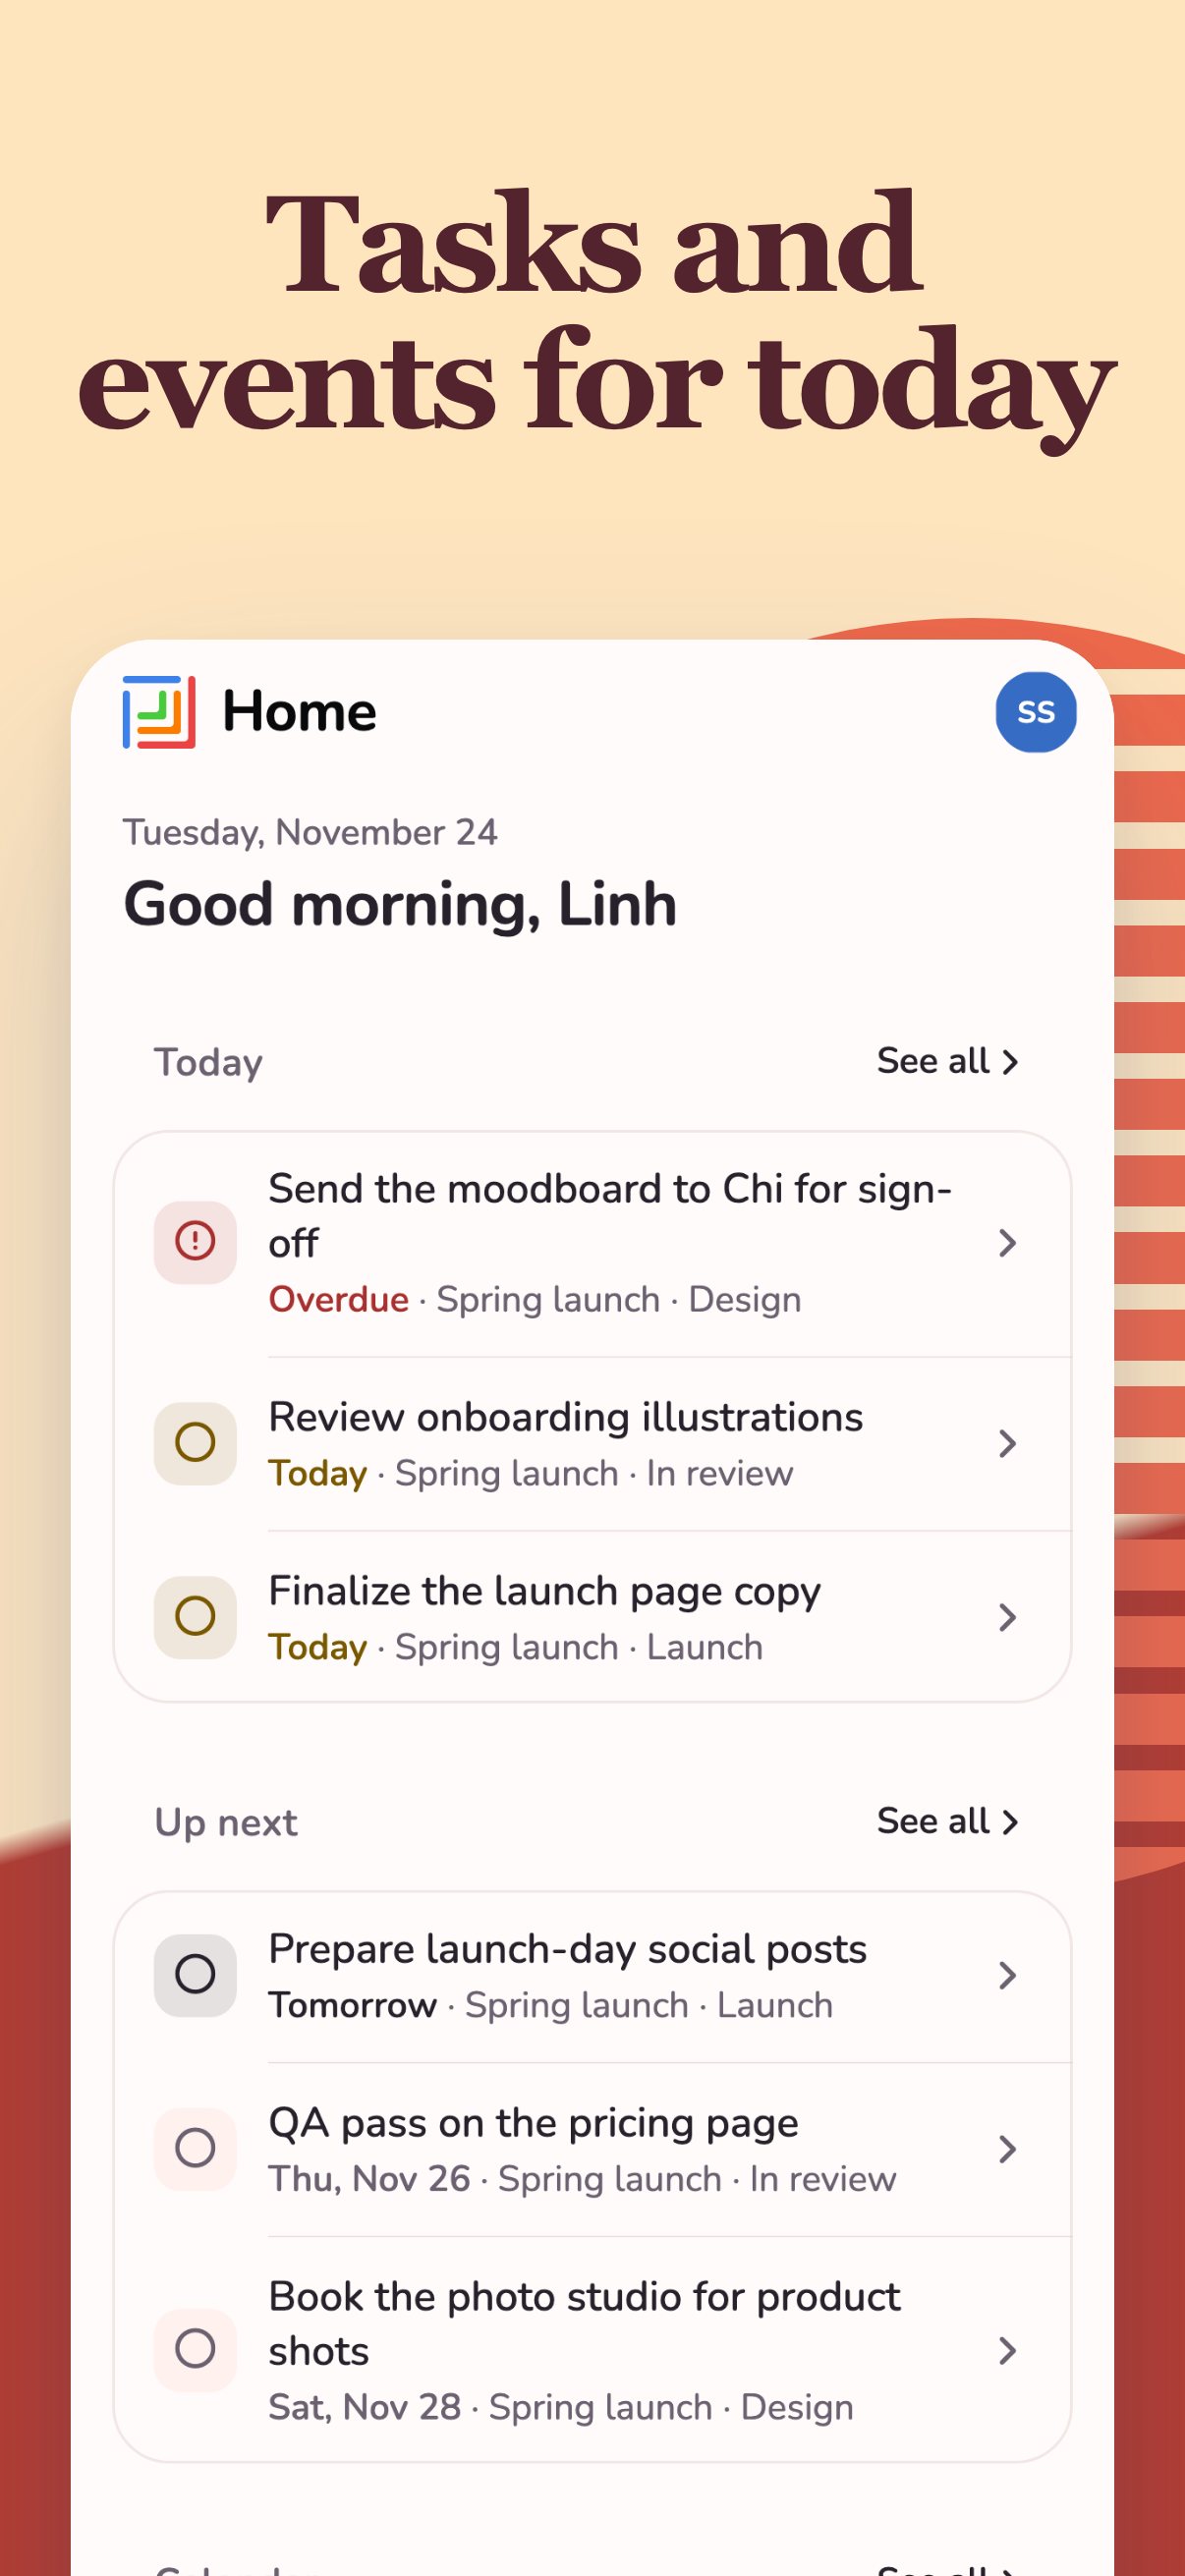 Tasks and
events for today
Home
SS
Tuesday, November 24
Good morning, Linh
Today
See all
Send the moodboard to Chi for sign-
off
Overdue · Spring launch · Design
Review onboarding illustrations
Today · Spring launch · In review
Finalize the launch page copy
Today · Spring launch · Launch
Up next
See all
Prepare launch-day social posts
Tomorrow · Spring launch · Launch
QA pass on the pricing page
Thu, Nov 26 · Spring launch · In review
Book the photo studio for product
shots
Sat, Nov 28 · Spring launch · Design